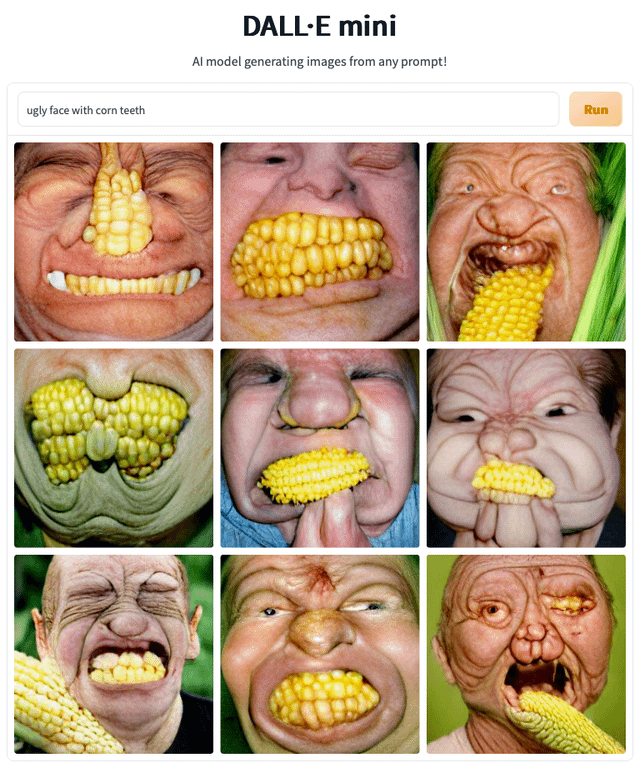 DALL·E mini
AI model generating images from any prompt!
ugly face with corn teeth
Run